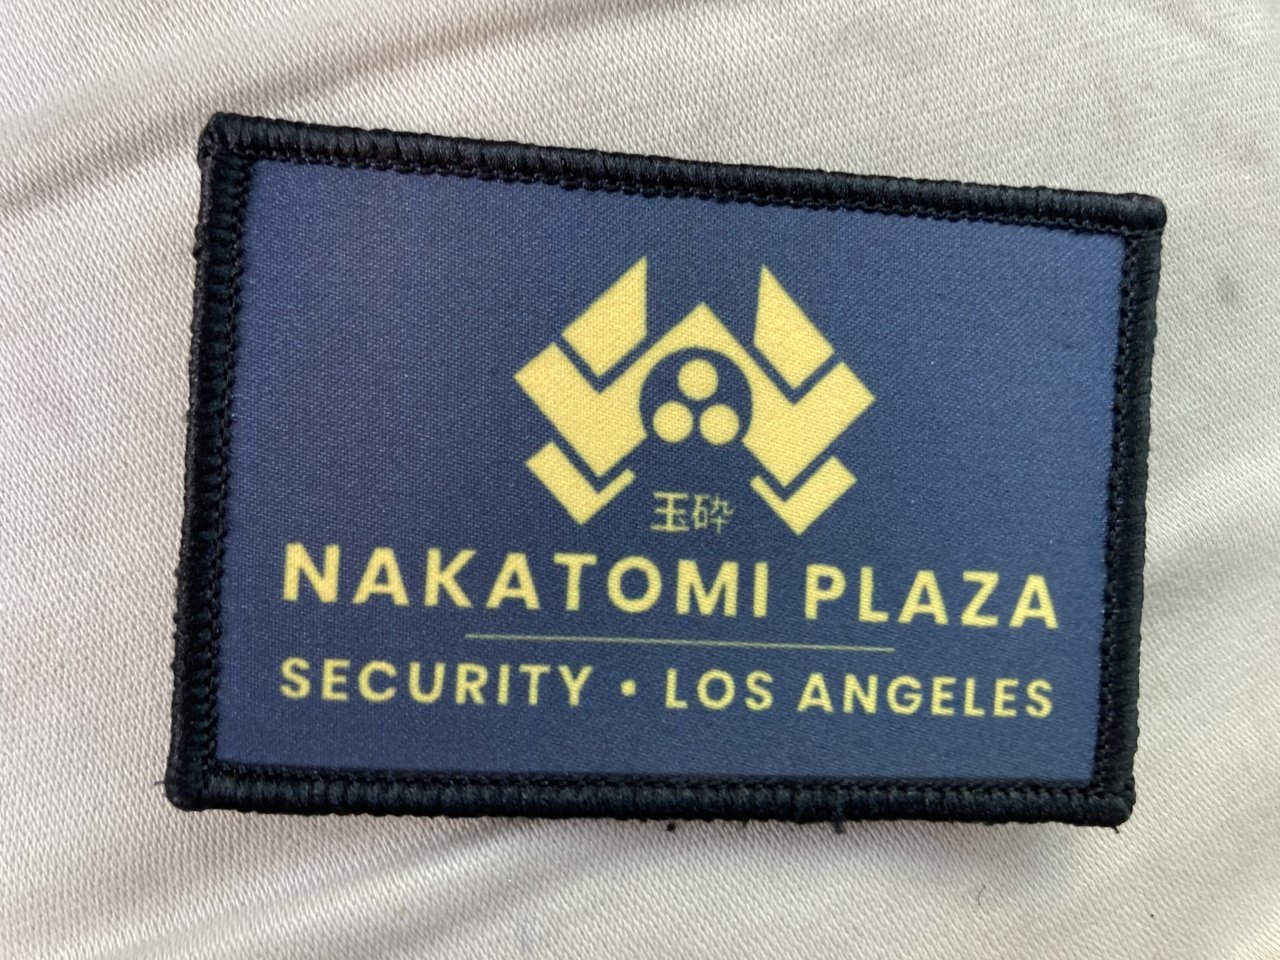 玉砕
NAKATOMI PLAZA
SECURITY • LOS ANGELES